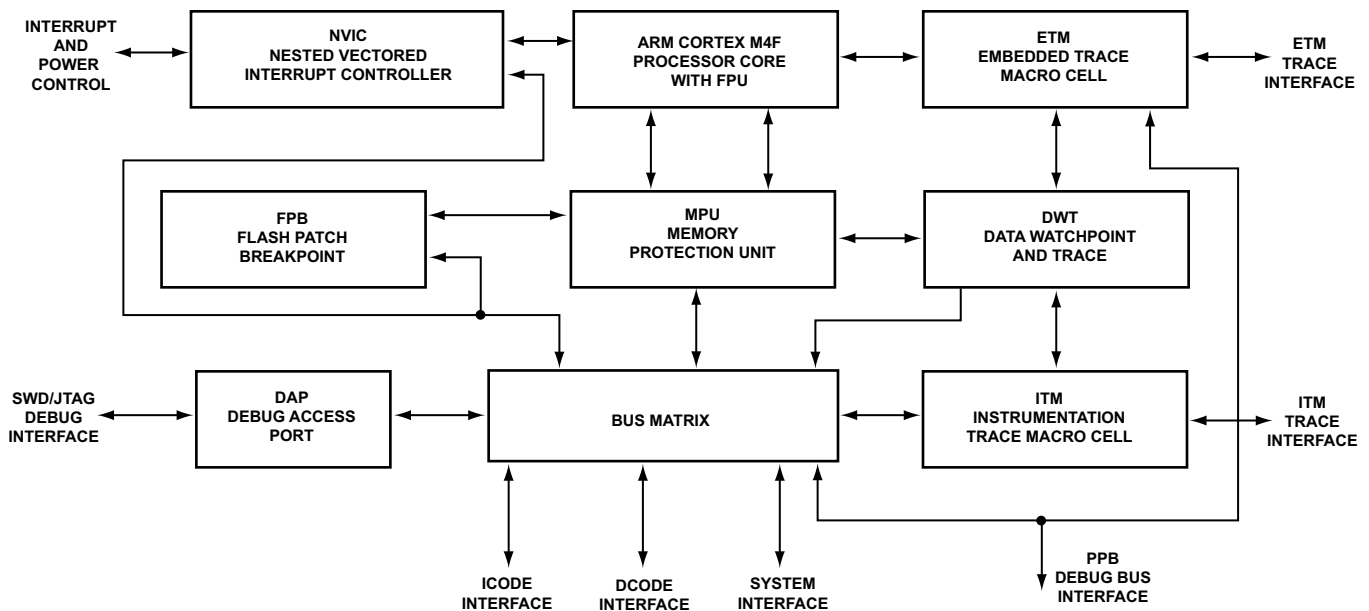 INTERRUPT
AND
POWER
CONTROL
NVIC
NESTED VECTORED
INTERRUPT CONTROLLER
ARM CORTEX M4F
PROCESSOR CORE
WITH FPU
ETM
EMBEDDED TRACE
MACRO CELL
ETM
TRACE
INTERFACE
FPB
FLASH PATCH
BREAKPOINT
MPU
MEMORY
PROTECTION UNIT
DWT
DATA WATCHPOINT
AND TRACE
SWD/JTAG
DEBUG
INTERFACE
DAP
DEBUG ACCESS
PORT
BUS MATRIX
ITM
INSTRUMENTATION
TRACE MACRO CELL
ITM
TRACE
INTERFACE
ICODE
INTERFACE
DCODE
INTERFACE
SYSTEM
INTERFACE
PPB
DEBUG BUS
INTERFACE